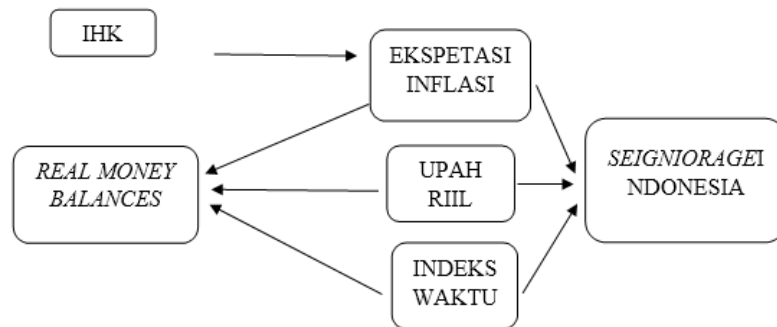 IHK
EKSPETASI
INFLASI
REAL MONEY
BALANCES
UPAH
RIIL
SEIGNIORAGEI
NDONESIA
INDEKS
WAKTU